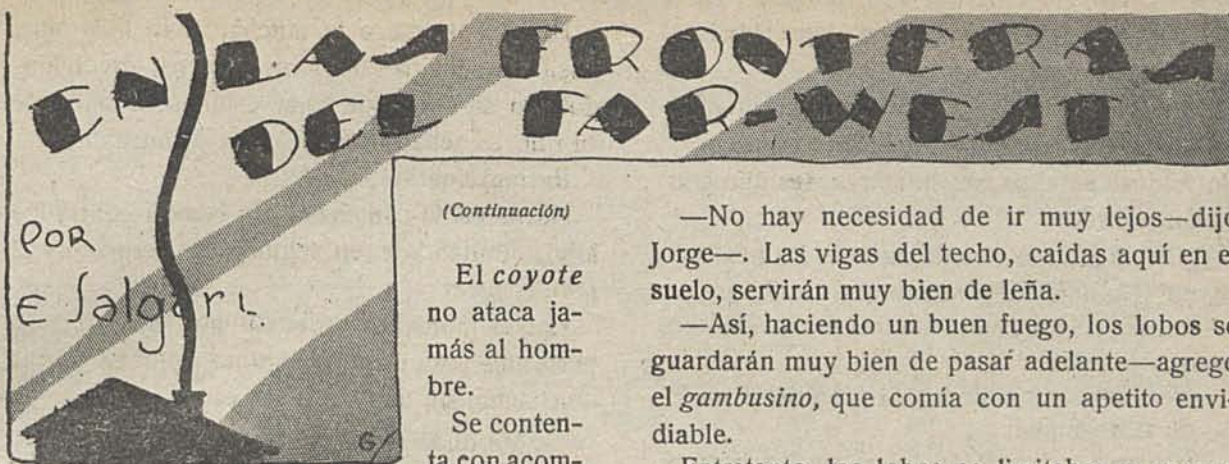 EN LAS FRONTERAS
DEL FAR-WEST
POR
E Salgari.
G/
(Continuación)
El coyote
no ataca ja-
más al hom-
bre.
Se conten-
ta con acom-
—No hay necesidad de ir muy lejos—dijo
Jorge—. Las vigas del techo, caídas aquí en el
suelo, servirán muy bien de leña.
—Así, haciendo un buen fuego, los lobos se
guardarán muy bien de pasar adelante—agregó
el gambusino, que comía con un apetito envi-
diable.